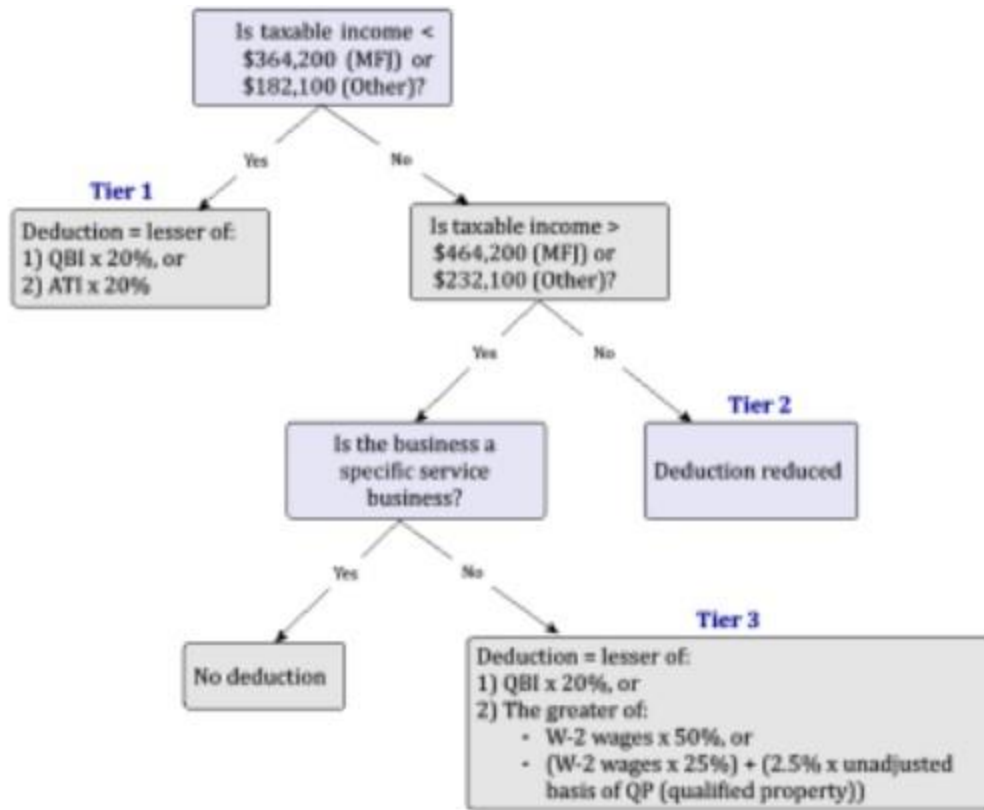 Is taxable income <
$364,200 (MFJ) or
$182,100 (Other)?
Yes
No
Tier 1
Deduction = lesser of:
1) QBI x 20%, or
2) ATI x 20%
Is taxable income >
$464,200 (MFJ) or
$232,100 (Other)?
Yes
No
Tier 2
Is the business a
specific service
business?
Deduction reduced
Yes
No
Tier 3
No deduction
Deduction = lesser of:
1) QBI x 20%, or
2) The greater of:
- W-2 wages x 50%, or
- (W-2 wages x 25%) + (2.5% x unadjusted
basis of QP (qualified property))